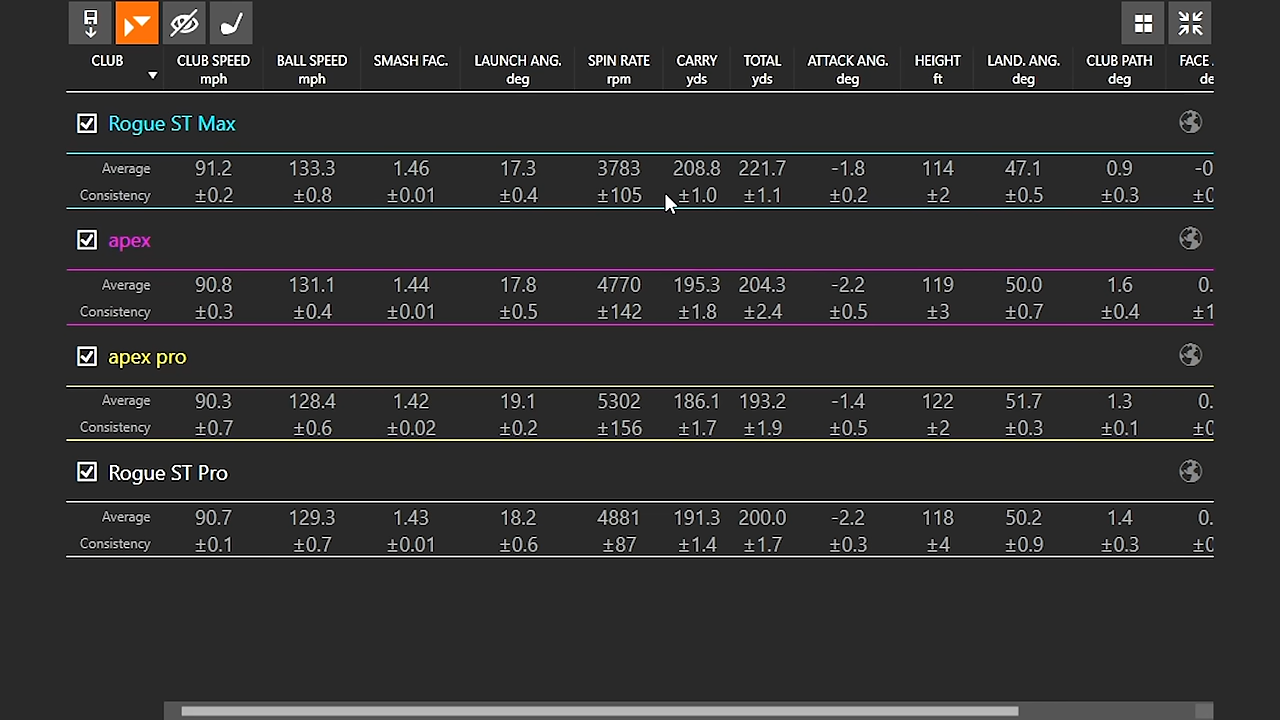 CLUB CLUB SPEED BALL SPEED SMASH FAC. LAUNCH ANG. SPIN RATE CARRY TOTAL ATTACK ANG. HEIGHT LAND. ANG. CLUB PATH FACE
mph mph deg rpm yds yds deg ft deg deg de
Rogue ST Max
Average 91.2 133.3 1.46 17.3 3783 208.8 221.7 -1.8 114 47.1 0.9 -0
Consistency ±0.2 ±0.8 ±0.01 ±0.4 ±105 ±1.0 ±1.1 ±0.2 ±2 ±0.5 ±0.3 ±0
apex
Average 90.8 131.1 1.44 17.8 4770 195.3 204.3 -2.2 119 50.0 1.6 0.
Consistency ±0.3 ±0.4 ±0.01 ±0.5 ±142 ±1.8 ±2.4 ±0.5 ±3 ±0.7 ±0.4 ±1
apex pro
Average 90.3 128.4 1.42 19.1 5302 186.1 193.2 -1.4 122 51.7 1.3 0.
Consistency ±0.7 ±0.6 ±0.02 ±0.2 ±156 ±1.7 ±1.9 ±0.5 ±2 ±0.3 ±0.1 ±0
Rogue ST Pro
Average 90.7 129.3 1.43 18.2 4881 191.3 200.0 -2.2 118 50.2 1.4 0.
Consistency ±0.1 ±0.7 ±0.01 ±0.6 ±87 ±1.4 ±1.7 ±0.3 ±4 ±0.9 ±0.3 ±0